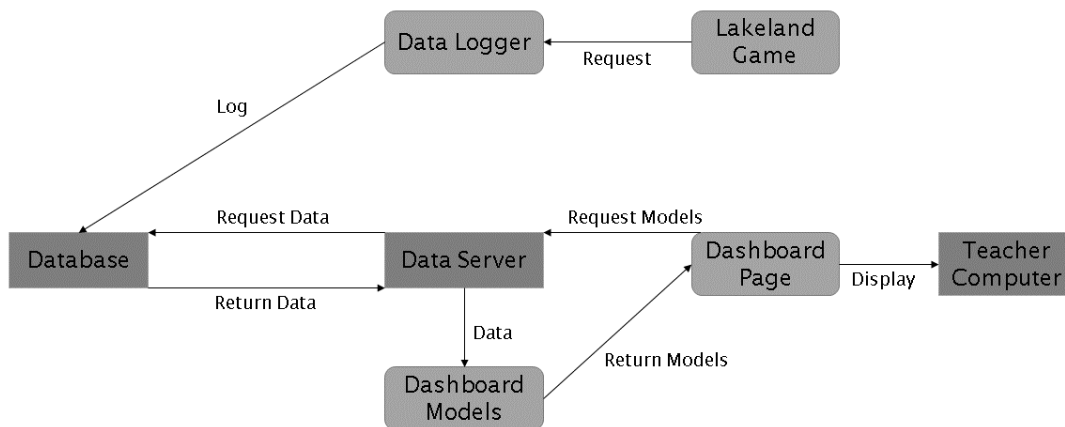 Data Logger
Request
Lakeland
Game
Log
Request Data
Request Models
Database
Data Server
Dashboard
Page
Display
Teacher
Computer
Return Data
Data
Return Models
Dashboard
Models